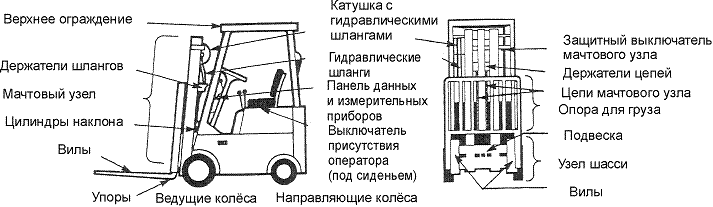 Верхнее ограждение
Держатели шлангов
Мачтовый узел
Цилиндры наклона
Вилы
Упоры
Ведущие колёса
Направляющие колёса
Катушка с
гидравлическими
шлангами
Гидравлические
шланги
Панель данных
и измерительных
приборов
Выключатель
присутствия
оператора
(под сиденьем)
Защитный выключатель
мачтового узла
Держатели цепей
Цепи мачтового узла
Опора для груза
Подвеска
Узел шасси
Вилы